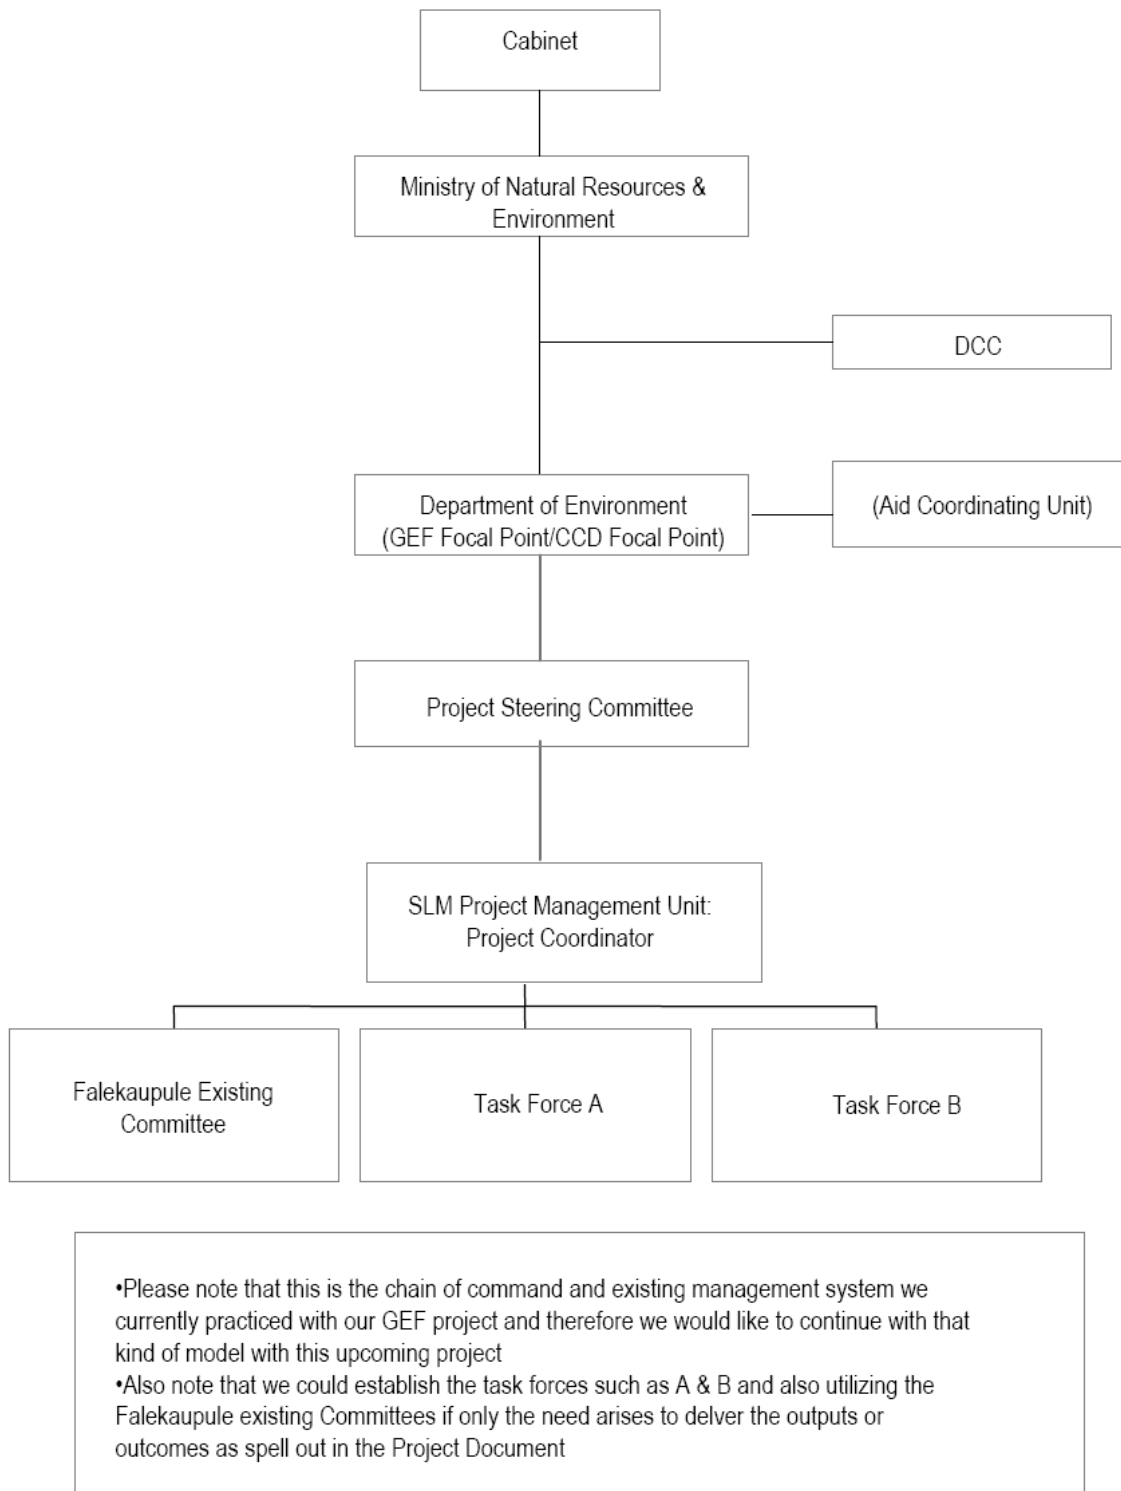 Cabinet
Ministry of Natural Resources &
Environment
DCC
Department of Environment
(GEF Focal Point/CCD Focal Point)
(Aid Coordinating Unit)
Project Steering Committee
SLM Project Management Unit:
Project Coordinator
Falekaupule Existing
Committee
Task Force A
Task Force B
•Please note that this is the chain of command and existing management system we
currently practiced with our GEF project and therefore we would like to continue with that
kind of model with this upcoming project
•Also note that we could establish the task forces such as A & B and also utilizing the
Falekaupule existing Committees if only the need arises to delver the outputs or
outcomes as spell out in the Project Document